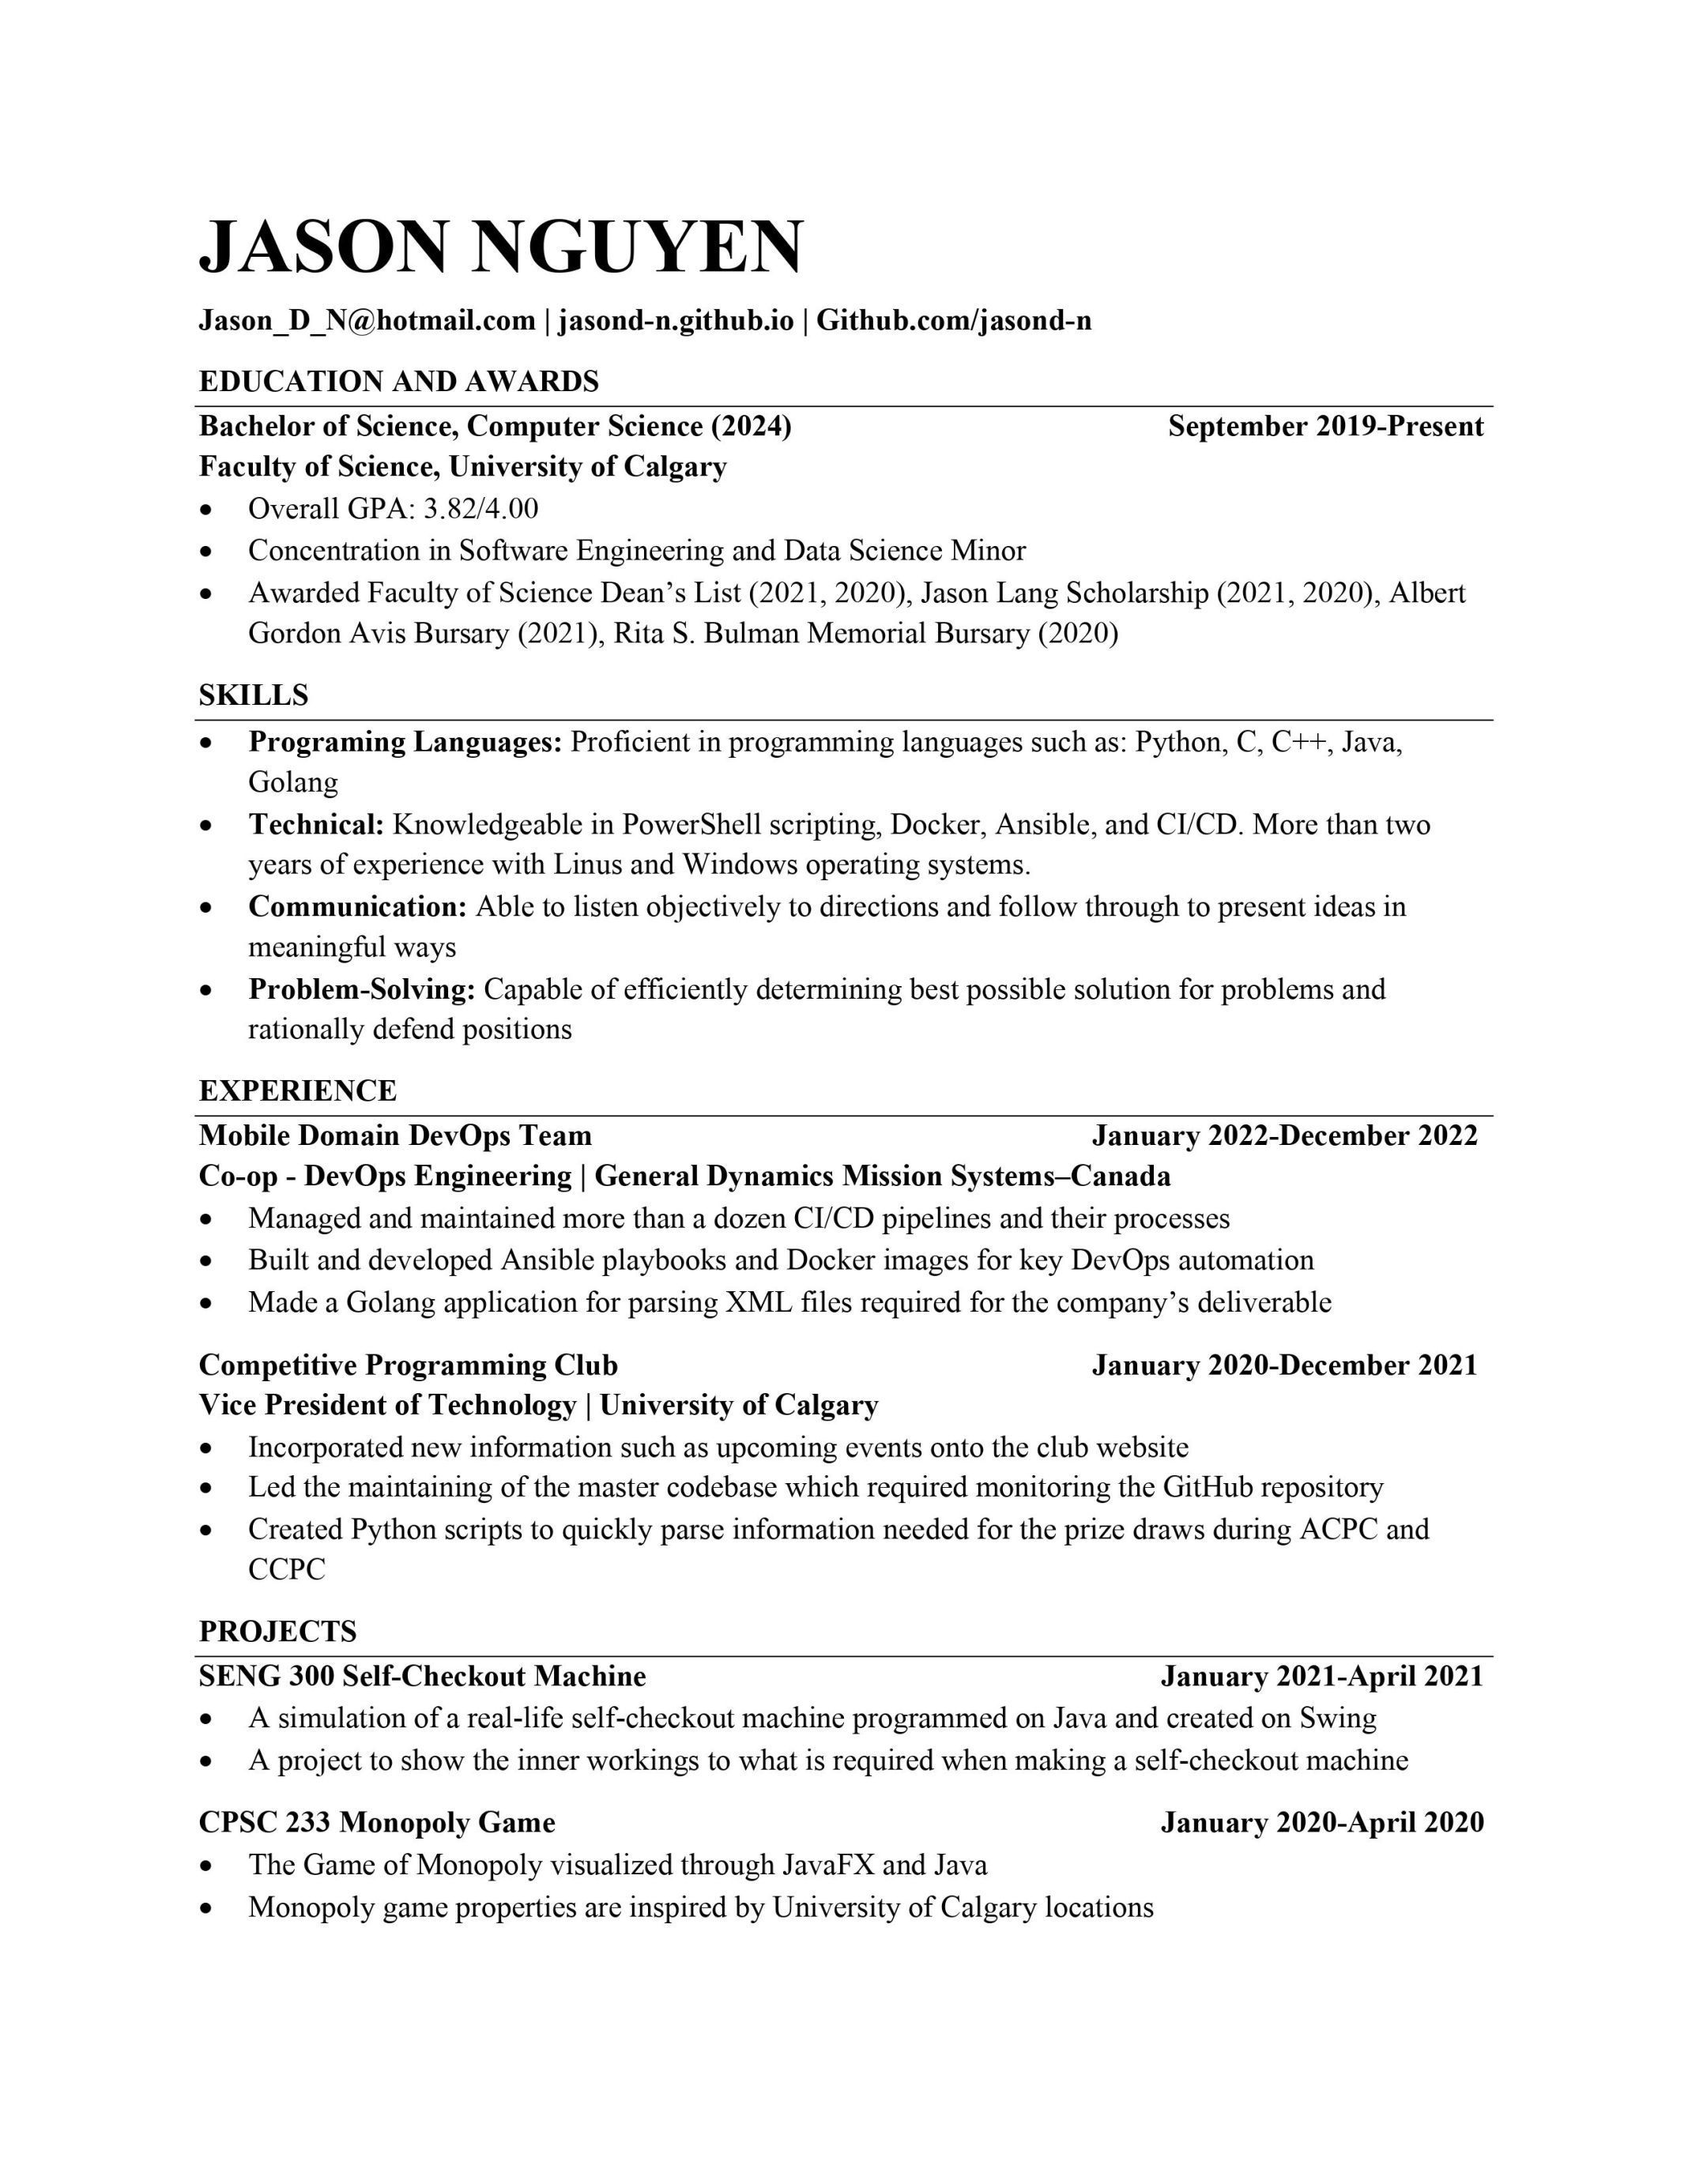 JASON NGUYEN
Jason_D_N@hotmail.com | jasond-n.github.io | Github.com/jasond-n
EDUCATION AND AWARDS
Bachelor of Science, Computer Science (2024) September 2019-Present
Faculty of Science, University of Calgary
• Overall GPA: 3.82/4.00
• Concentration in Software Engineering and Data Science Minor
• Awarded Faculty of Science Dean’s List (2021, 2020), Jason Lang Scholarship (2021, 2020), Albert
Gordon Avis Bursary (2021), Rita S. Bulman Memorial Bursary (2020)
SKILLS
• Programing Languages: Proficient in programming languages such as: Python, C, C++, Java,
Golang
• Technical: Knowledgeable in PowerShell scripting, Docker, Ansible, and CI/CD. More than two
years of experience with Linus and Windows operating systems.
• Communication: Able to listen objectively to directions and follow through to present ideas in
meaningful ways
• Problem-Solving: Capable of efficiently determining best possible solution for problems and
rationally defend positions
EXPERIENCE
Mobile Domain DevOps Team January 2022-December 2022
Co-op - DevOps Engineering | General Dynamics Mission Systems–Canada
• Managed and maintained more than a dozen CI/CD pipelines and their processes
• Built and developed Ansible playbooks and Docker images for key DevOps automation
• Made a Golang application for parsing XML files required for the company’s deliverable
Competitive Programming Club January 2020-December 2021
Vice President of Technology | University of Calgary
• Incorporated new information such as upcoming events onto the club website
• Led the maintaining of the master codebase which required monitoring the GitHub repository
• Created Python scripts to quickly parse information needed for the prize draws during ACPC and
CCPC
PROJECTS
SENG 300 Self-Checkout Machine January 2021-April 2021
• A simulation of a real-life self-checkout machine programmed on Java and created on Swing
• A project to show the inner workings to what is required when making a self-checkout machine
CPSC 233 Monopoly Game January 2020-April 2020
• The Game of Monopoly visualized through JavaFX and Java
• Monopoly game properties are inspired by University of Calgary locations